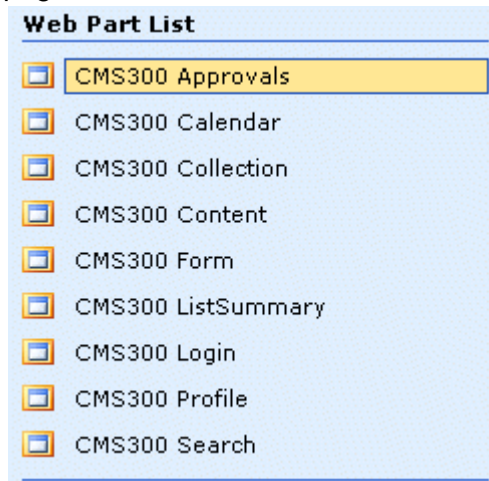 Web Part List
CMS300 Approvals
CMS300 Calendar
CMS300 Collection
CMS300 Content
CMS300 Form
CMS300 ListSummary
CMS300 Login
CMS300 Profile
CMS300 Search